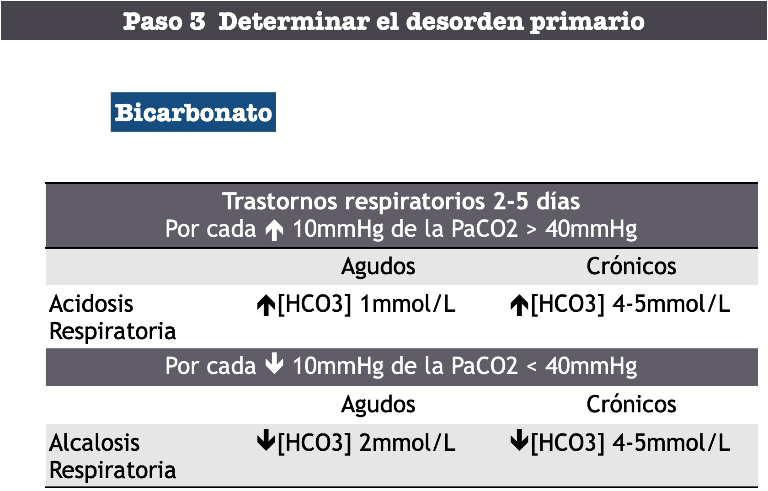 Paso 3  Determinar el desorden primario
Bicarbonato
Trastornos respiratorios 2-5 días
Por cada ↑ 10mmHg de la PaCO2 > 40mmHg
Agudos Crónicos
Acidosis Respiratoria ↑[HCO3] 1mmol/L ↑[HCO3] 4-5mmol/L
Por cada ↓ 10mmHg de la PaCO2 < 40mmHg
Agudos Crónicos
Alcalosis Respiratoria ↓[HCO3] 2mmol/L ↓[HCO3] 4-5mmol/L